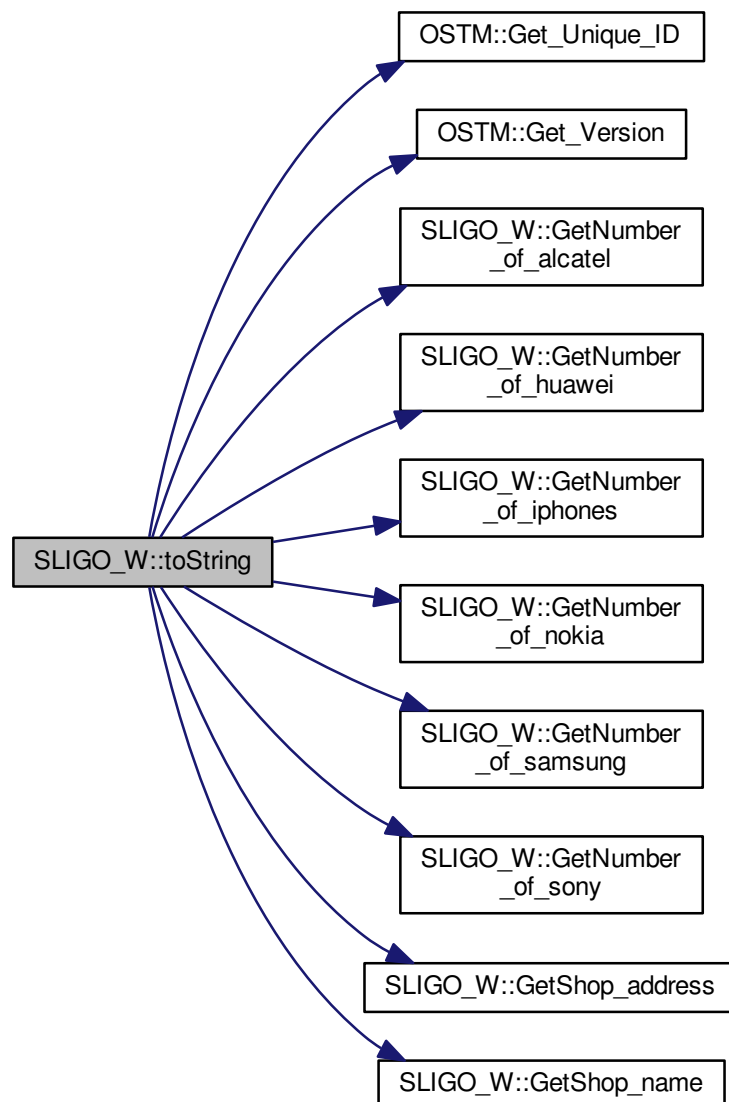 OSTM::Get_Unique_ID
OSTM::Get_Version
SLIGO_W::GetNumber
_of_alcatel
SLIGO_W::GetNumber
_of_huawei
SLIGO_W::GetNumber
_of_iphones
SLIGO_W::toString
SLIGO_W::GetNumber
_of_nokia
SLIGO_W::GetNumber
_of_samsung
SLIGO_W::GetNumber
_of_sony
SLIGO_W::GetShop_address
SLIGO_W::GetShop_name